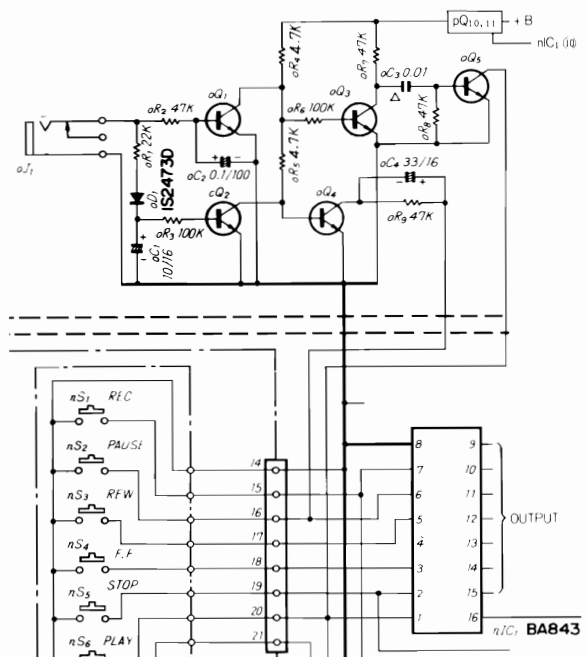 pQ10,11
+ B
nIC1 (10)
oR4 4.7K
oR7 47K
oQ5
oC3 0.01
△
oR8 47K
oQ1
oR2 47K
oQ3
oR6 100K
oR1 22K
oJ1
+ -
oC2 0.1/100
oR5 4.7K
oC4 33/16
- +
oR9 47K
oQ4
oD1
1S2473D
oQ2
oR3 100K
oC1
10/16
+
-
nS1 REC
nS2 PAUSE
nS3 REW
nS4 F.F
nS5 STOP
nS6 PLAY
14
15
16
17
18
19
20
21
8 9
7 10
6 11
5 12
4 13
3 14
2 15
1 16
OUTPUT
nIC1 BA843